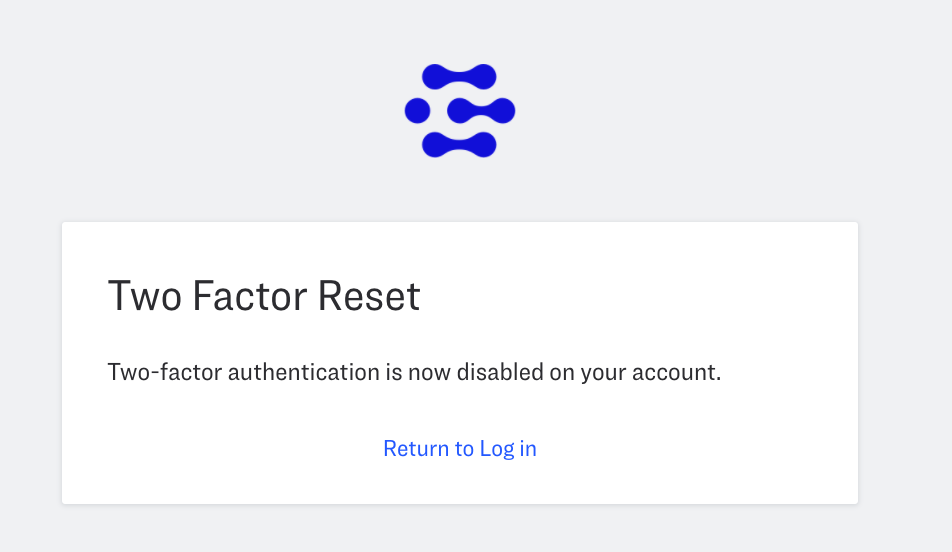 Two Factor Reset
Two-factor authentication is now disabled on your account.
Return to Log in